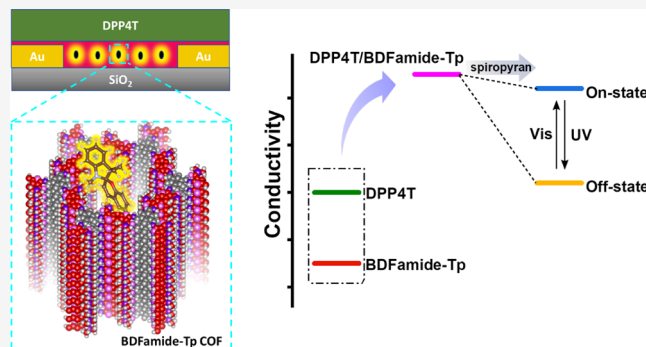 DPP4T
Au
Au
SiO₂
BDFamide-Tp COF
Conductivity
DPP4T/BDFamide-Tp
spiropyran
On-state
Vis
UV
Off-state
DPP4T
BDFamide-Tp